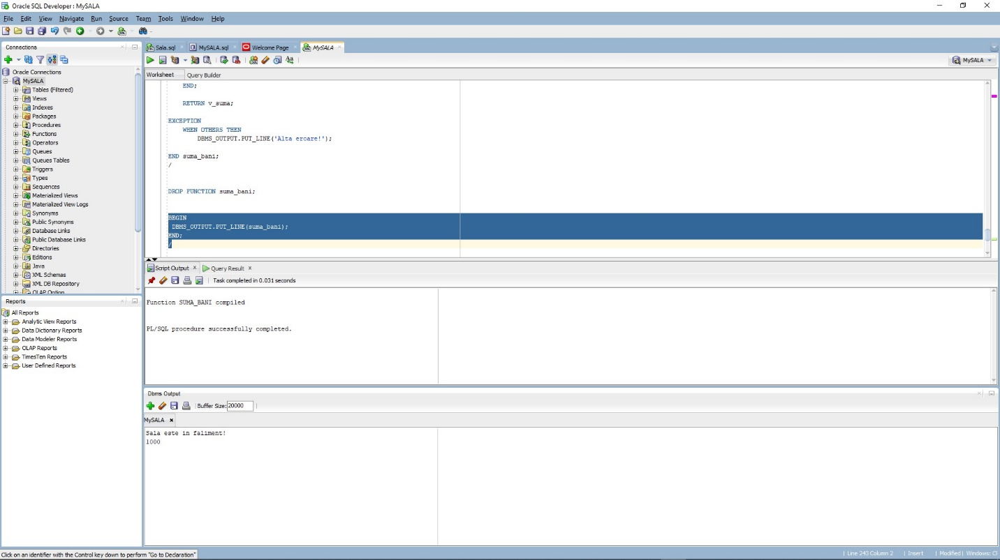 Oracle SQL Developer : MySALA
File Edit View Navigate Run Source Team Tools Window Help
Connections
Oracle Connections
MySALA
Tables (Filtered)
Views
Indexes
Packages
Procedures
Functions
Operators
Queues
Queues Tables
Triggers
Types
Sequences
Materialized Views
Materialized View Logs
Synonyms
Public Synonyms
Database Links
Public Database Links
Directories
Editions
Java
XML Schemas
XML DB Repository
OLAP Option
Reports
All Reports
Analytic View Reports
Data Dictionary Reports
Data Modeler Reports
OLAP Reports
TimesTen Reports
User Defined Reports
Sala.sql MySALA.sql Welcome Page MySALA
MySALA
Worksheet Query Builder
END;
RETURN v_suma;
EXCEPTION
WHEN OTHERS THEN
DBMS_OUTPUT.PUT_LINE('Alta eroare!');
END suma_bani;
/
DROP FUNCTION suma_bani;
BEGIN
DBMS_OUTPUT.PUT_LINE(suma_bani);
END;
/
Script Output Query Result
Task completed in 0.031 seconds
Function SUMA_BANI compiled
PL/SQL procedure successfully completed.
Dbms Output
Buffer Size: 20000
MySALA
Sala este in faliment!
1000
Click on an identifier with the Control key down to perform "Go to Declaration"
Line 243 Column 2 | Insert | Modified | Windows: Cl